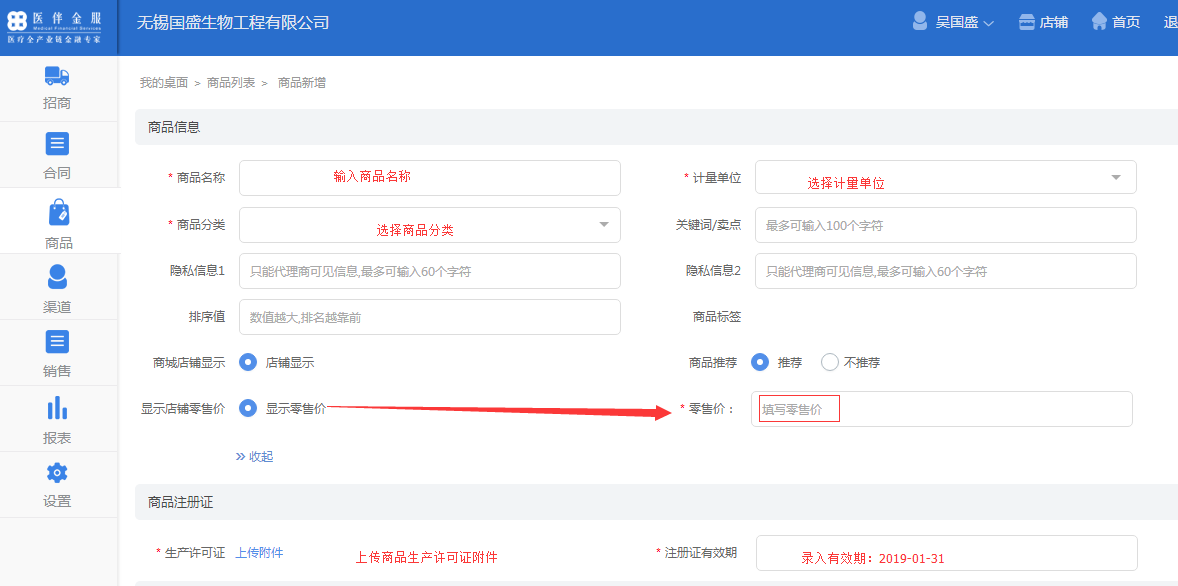 医伴金服
Medical Financial Services
医疗全产业链金融专家
无锡国盛生物工程有限公司
吴国盛
店铺
首页
退
招商
合同
商品
渠道
销售
报表
设置
我的桌面 > 商品列表 > 商品新增
商品信息
* 商品名称 输入商品名称
* 计量单位 选择计量单位
* 商品分类 选择商品分类
关键词/卖点 最多可输入100个字符
隐私信息1 只能代理商可见信息,最多可输入60个字符
隐私信息2 只能代理商可见信息,最多可输入60个字符
排序值 数值越大,排名越靠前
商品标签
商城店铺显示 店铺显示
商品推荐 推荐 不推荐
显示店铺零售价 显示零售价
* 零售价： 填写零售价
» 收起
商品注册证
* 生产许可证 上传附件 上传商品生产许可证附件
* 注册证有效期 录入有效期：2019-01-31